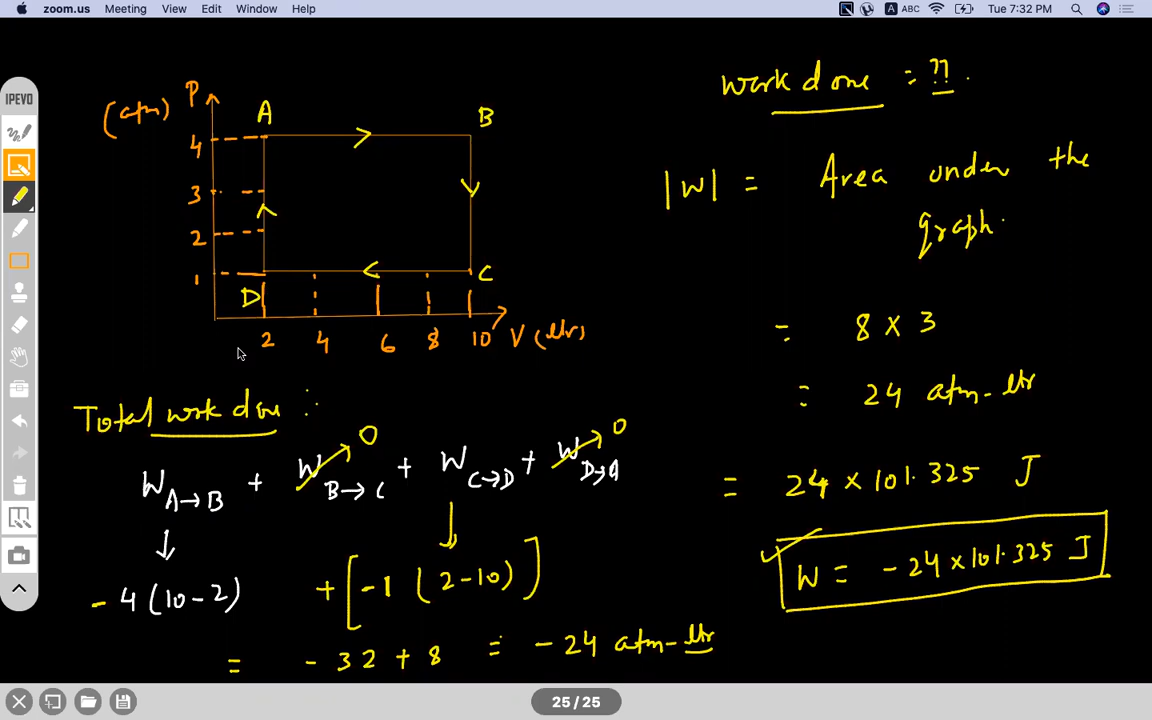 zoom.us Meeting View Edit Help ABC Tue 7:32 PM
IPEVO
work done = ??.
(atm) P
A B
4
3
2
1
D C
2 4 6 8 10 V (ltr)
|W| = Area under the
graph.
= 8 × 3
= 24 atm-ltr
= 24 × 101.325 J
W = - 24 × 101.325 J
Total work done :
W A→B + W B→C → 0 + W C→D + W D→A → 0
- 4 (10 - 2) + [ - 1 (2 - 10) ]
= - 32 + 8 = - 24 atm-ltr
25 / 25